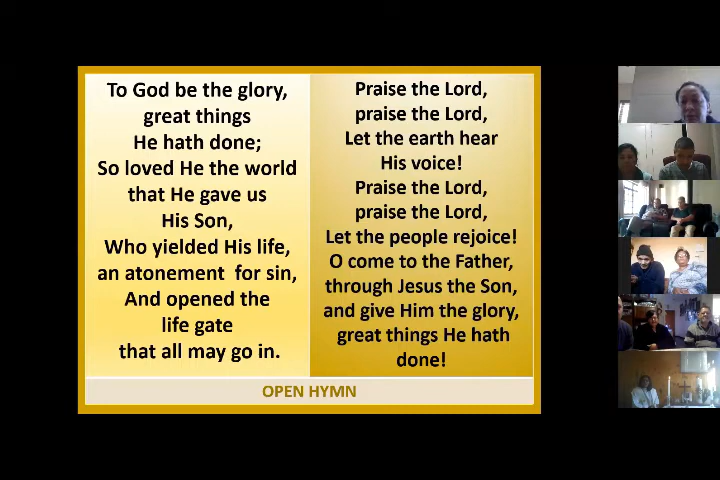 To God be the glory,
great things
He hath done;
So loved He the world
that He gave us
His Son,
Who yielded His life,
an atonement for sin,
And opened the
life gate
that all may go in.
Praise the Lord,
praise the Lord,
Let the earth hear
His voice!
Praise the Lord,
praise the Lord,
Let the people rejoice!
O come to the Father,
through Jesus the Son,
and give Him the glory,
great things He hath
done!
OPEN HYMN